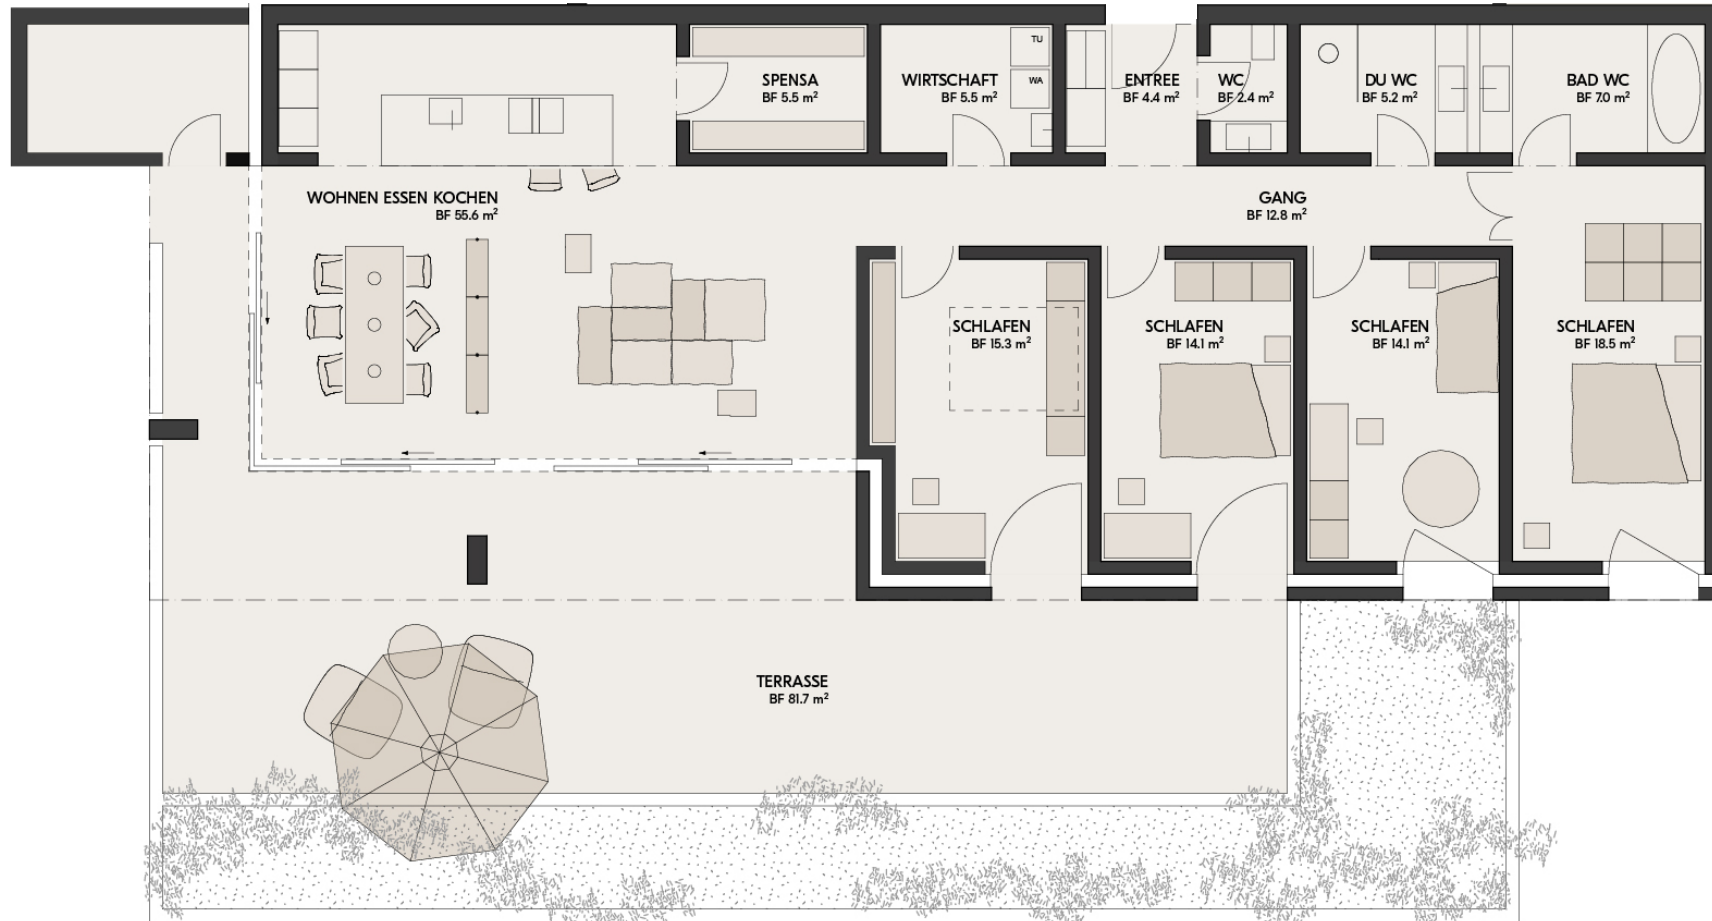 TU
SPENSA
BF 5.5 m²
WIRTSCHAFT
BF 5.5 m²
WA
ENTREE
BF 4.4 m²
WC
BF 2.4 m²
DU WC
BF 5.2 m²
BAD WC
BF 7.0 m²
WOHNEN ESSEN KOCHEN
BF 55.6 m²
GANG
BF 12.8 m²
SCHLAFEN
BF 15.3 m²
SCHLAFEN
BF 14.1 m²
SCHLAFEN
BF 14.1 m²
SCHLAFEN
BF 18.5 m²
TERRASSE
BF 81.7 m²